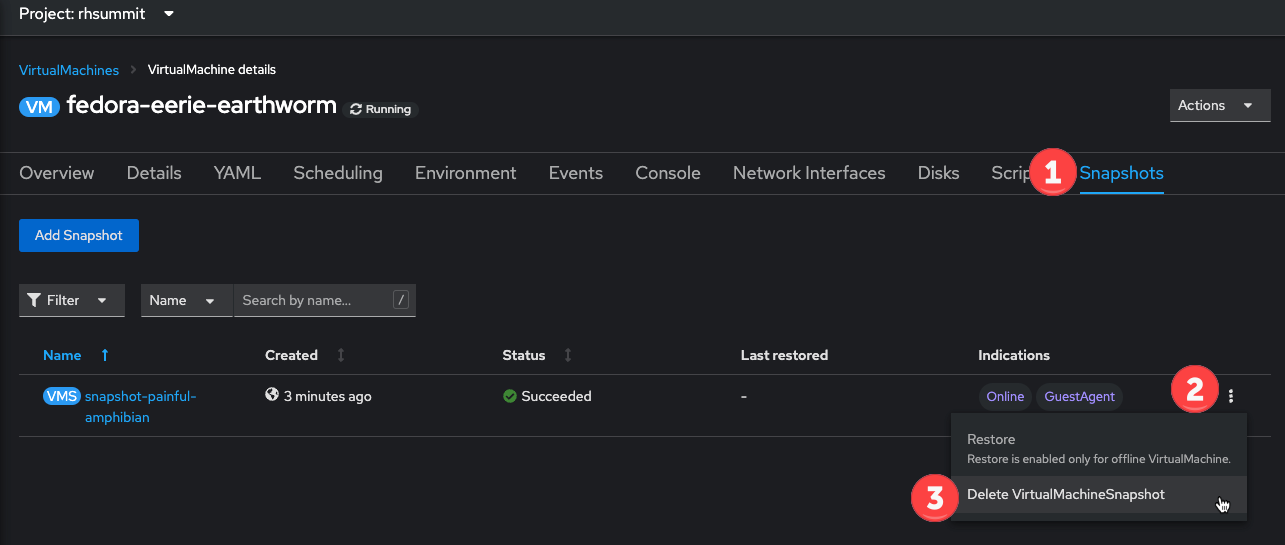 Project: rhsummit
VirtualMachines > VirtualMachine details
VM fedora-eerie-earthworm Running
Actions
Overview Details YAML Scheduling Environment Events Console Network Interfaces Disks Scrip 1 Snapshots
Add Snapshot
Filter Name Search by name... /
Name Created Status Last restored Indications
VMS snapshot-painful- 3 minutes ago Succeeded - Online GuestAgent 2
amphibian
Restore
Restore is enabled only for offline VirtualMachine.
3 Delete VirtualMachineSnapshot